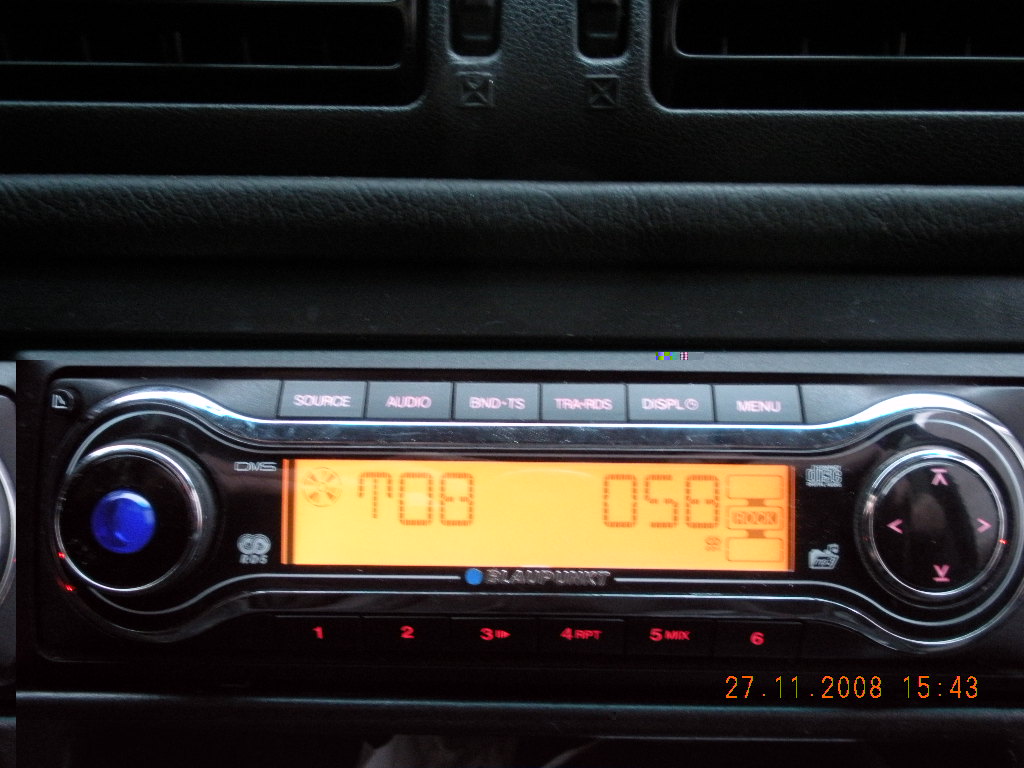 SOURCE AUDIO BND•TS TRA•RDS DISPL MENU
DMS
T08 058
ROCK
RDS
BLAUPUNKT
1 2 3 4 RPT 5 MIX 6
27.11.2008 15:43